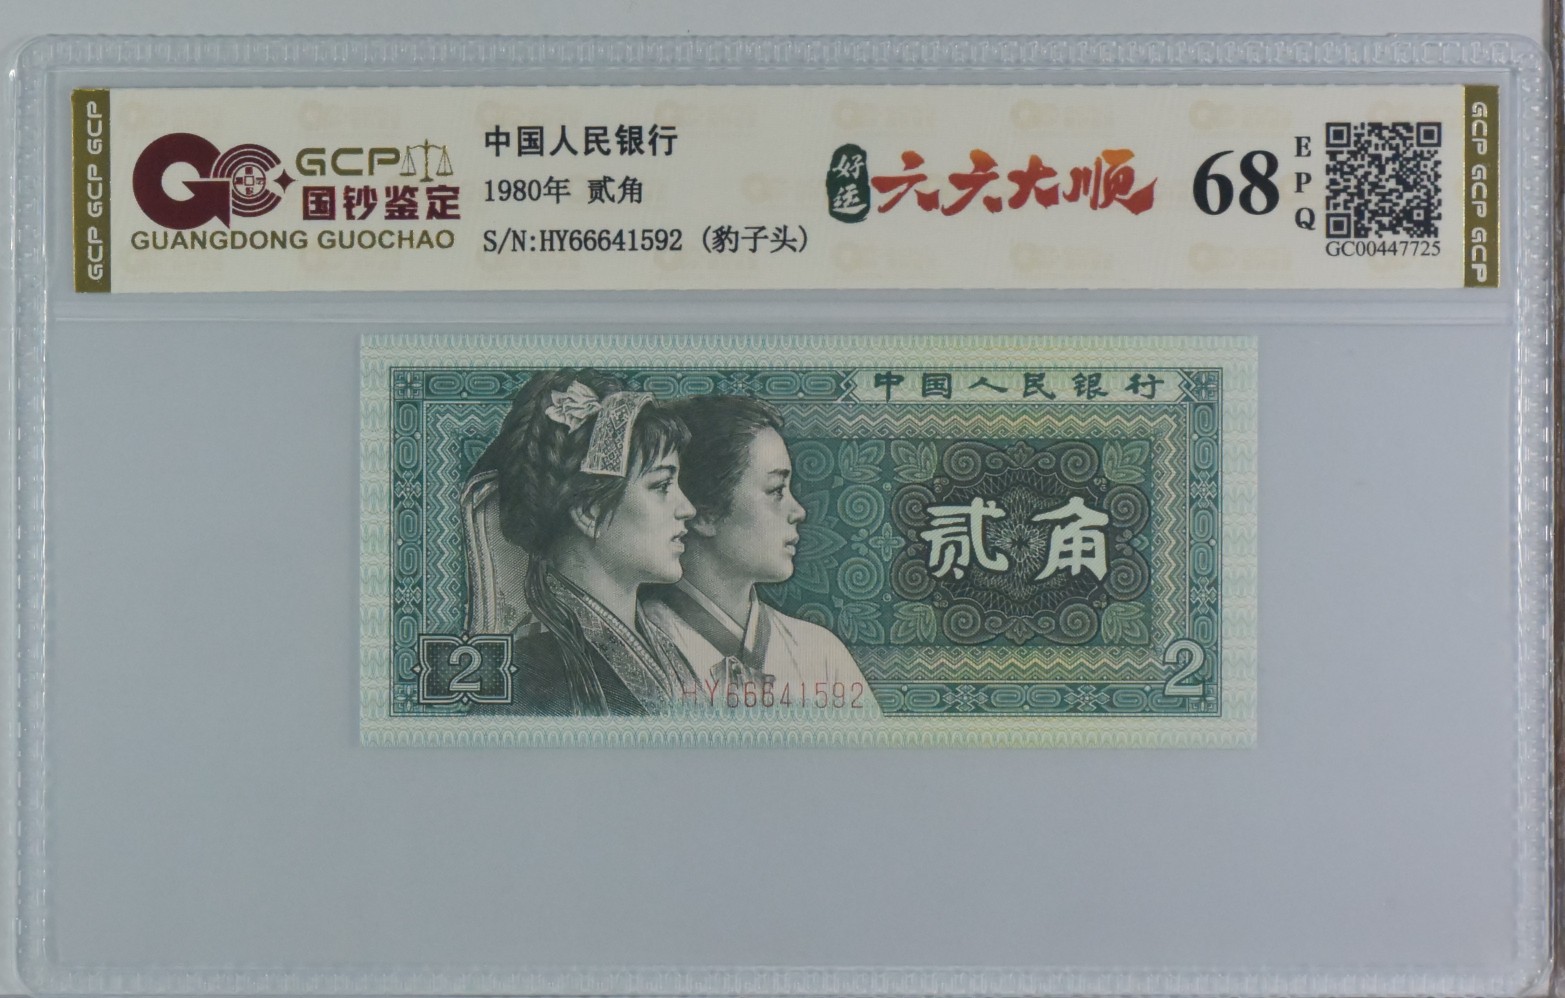 GCP GCP GCP
GCP
国钞鉴定
GUANGDONG GUOCHAO
中国人民银行
1980年 贰角
S/N:HY66641592 (豹子头)
好运
六六大顺
68
EPQ
GC00447725
GCP GCP GCP
中国人民银行
贰角
2
2
HY66641592